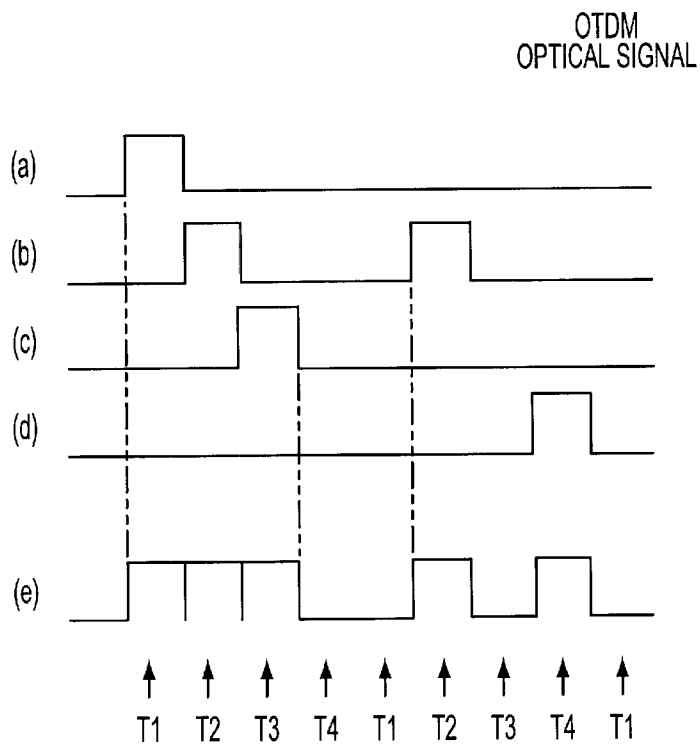 OTDM
OPTICAL SIGNAL
(a)
(b)
(c)
(d)
(e)
T1 T2 T3 T4 T1 T2 T3 T4 T1